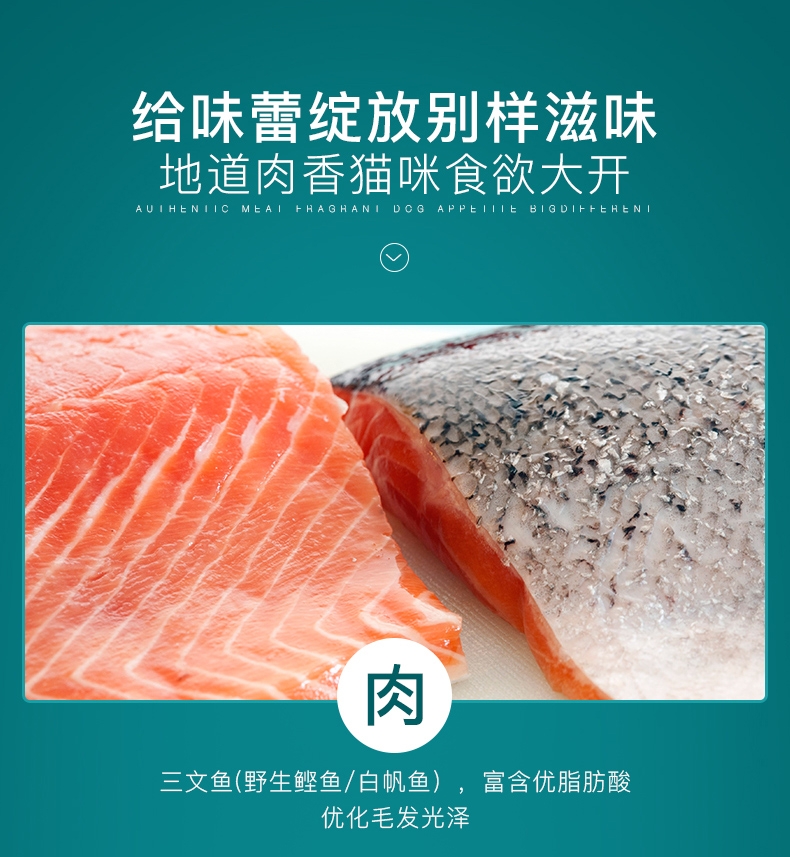 给味蕾绽放别样滋味
地道肉香猫咪食欲大开
AUTHENTIC MEAT FRAGRANT DOG APPETITE BIGDIFFERENT
肉
三文鱼(野生鲣鱼/白帆鱼），富含优脂肪酸
优化毛发光泽